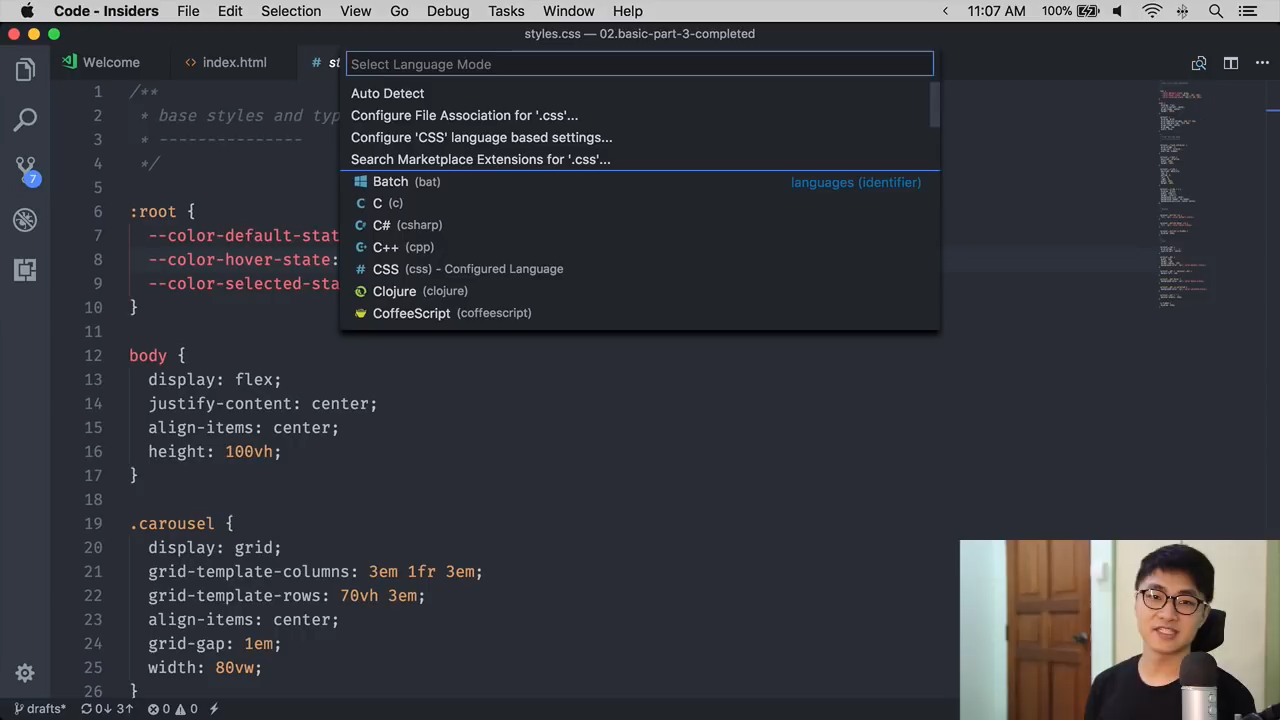 Code - Insiders File Edit Selection View Go Debug Tasks Window Help 11:07 AM 100%
styles.css — 02.basic-part-3-completed
Welcome index.html # st
Select Language Mode
Auto Detect
Configure File Association for '.css'...
Configure 'CSS' language based settings...
Search Marketplace Extensions for '.css'...
Batch (bat) languages (identifier)
C (c)
C# (csharp)
C++ (cpp)
CSS (css) - Configured Language
Clojure (clojure)
CoffeeScript (coffeescript)
1 /**
2 * base styles and typ
3 * ---------------
4 */
5
6 :root {
7 --color-default-stat
8 --color-hover-state:
9 --color-selected-sta
10 }
11
12 body {
13 display: flex;
14 justify-content: center;
15 align-items: center;
16 height: 100vh;
17 }
18
19 .carousel {
20 display: grid;
21 grid-template-columns: 3em 1fr 3em;
22 grid-template-rows: 70vh 3em;
23 align-items: center;
24 grid-gap: 1em;
25 width: 80vw;
26 }
7
drafts* 0↓ 3↑ 0 0